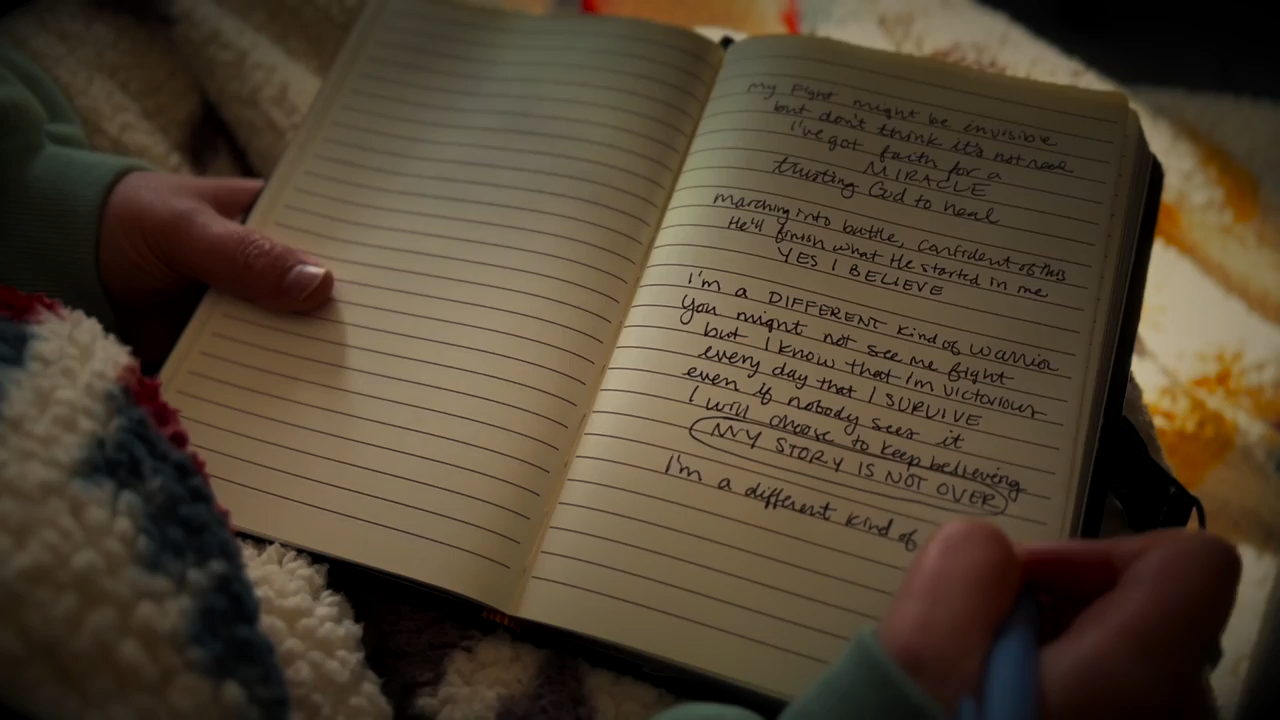 my fight might be invisible
but don't think it's not real
I've got faith for a
MIRACLE
trusting God to heal
marching into battle, confident of this
He'll finish what He started in me
YES I BELIEVE
I'm a DIFFERENT kind of warrior
you might not see me fight
but I know that I'm victorious
every day that I SURVIVE
even if nobody sees it
I will choose to keep believing
MY STORY IS NOT OVER
I'm a different kind of